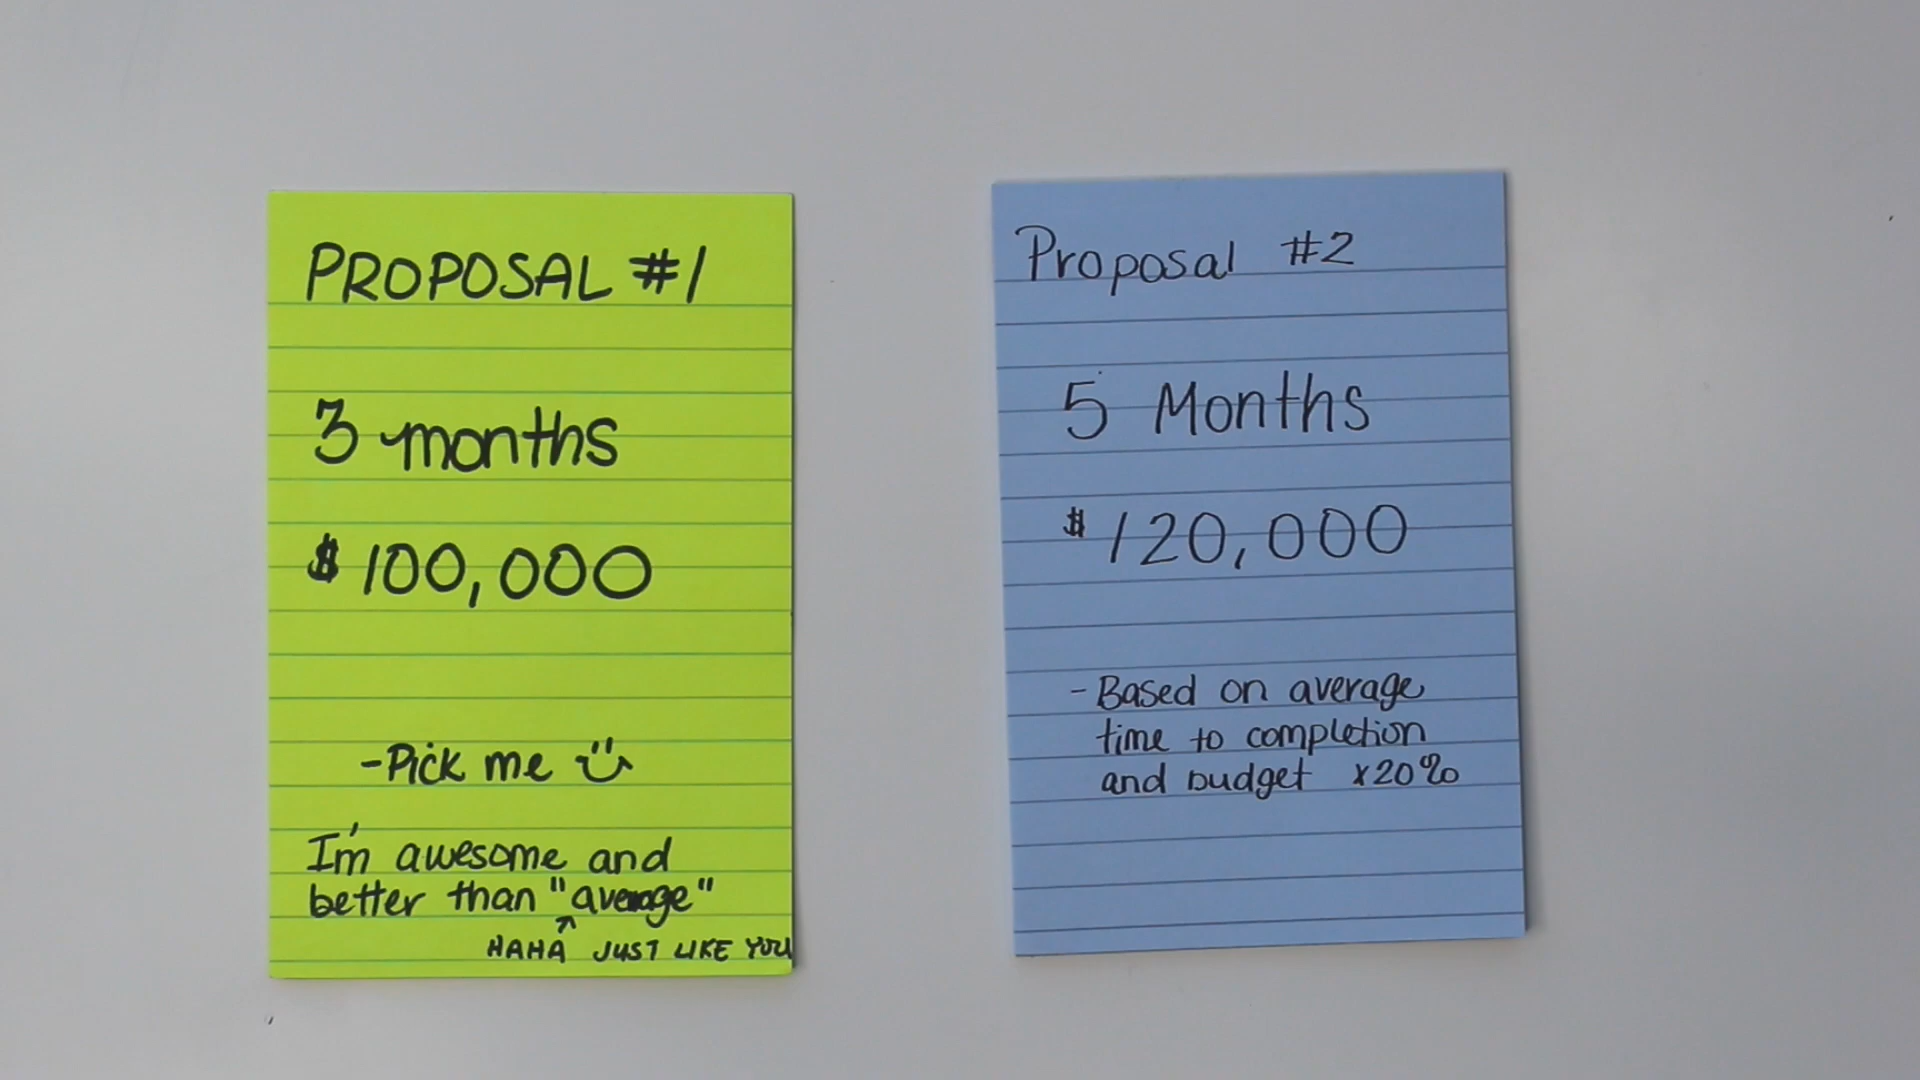 PROPOSAL #1
3 months
$100,000
-Pick me
I'm awesome and
better than "average"
HAHA JUST LIKE YOU
Proposal #2
5 Months
$120,000
- Based on average
time to completion
and budget x20%